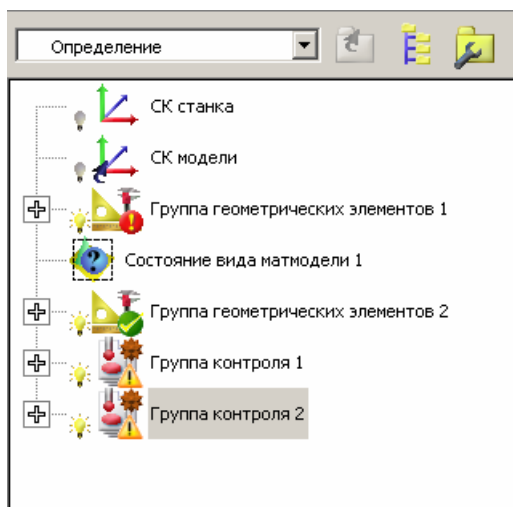 Определение
СК станка
СК модели
Группа геометрических элементов 1
Состояние вида матмодели 1
Группа геометрических элементов 2
Группа контроля 1
Группа контроля 2